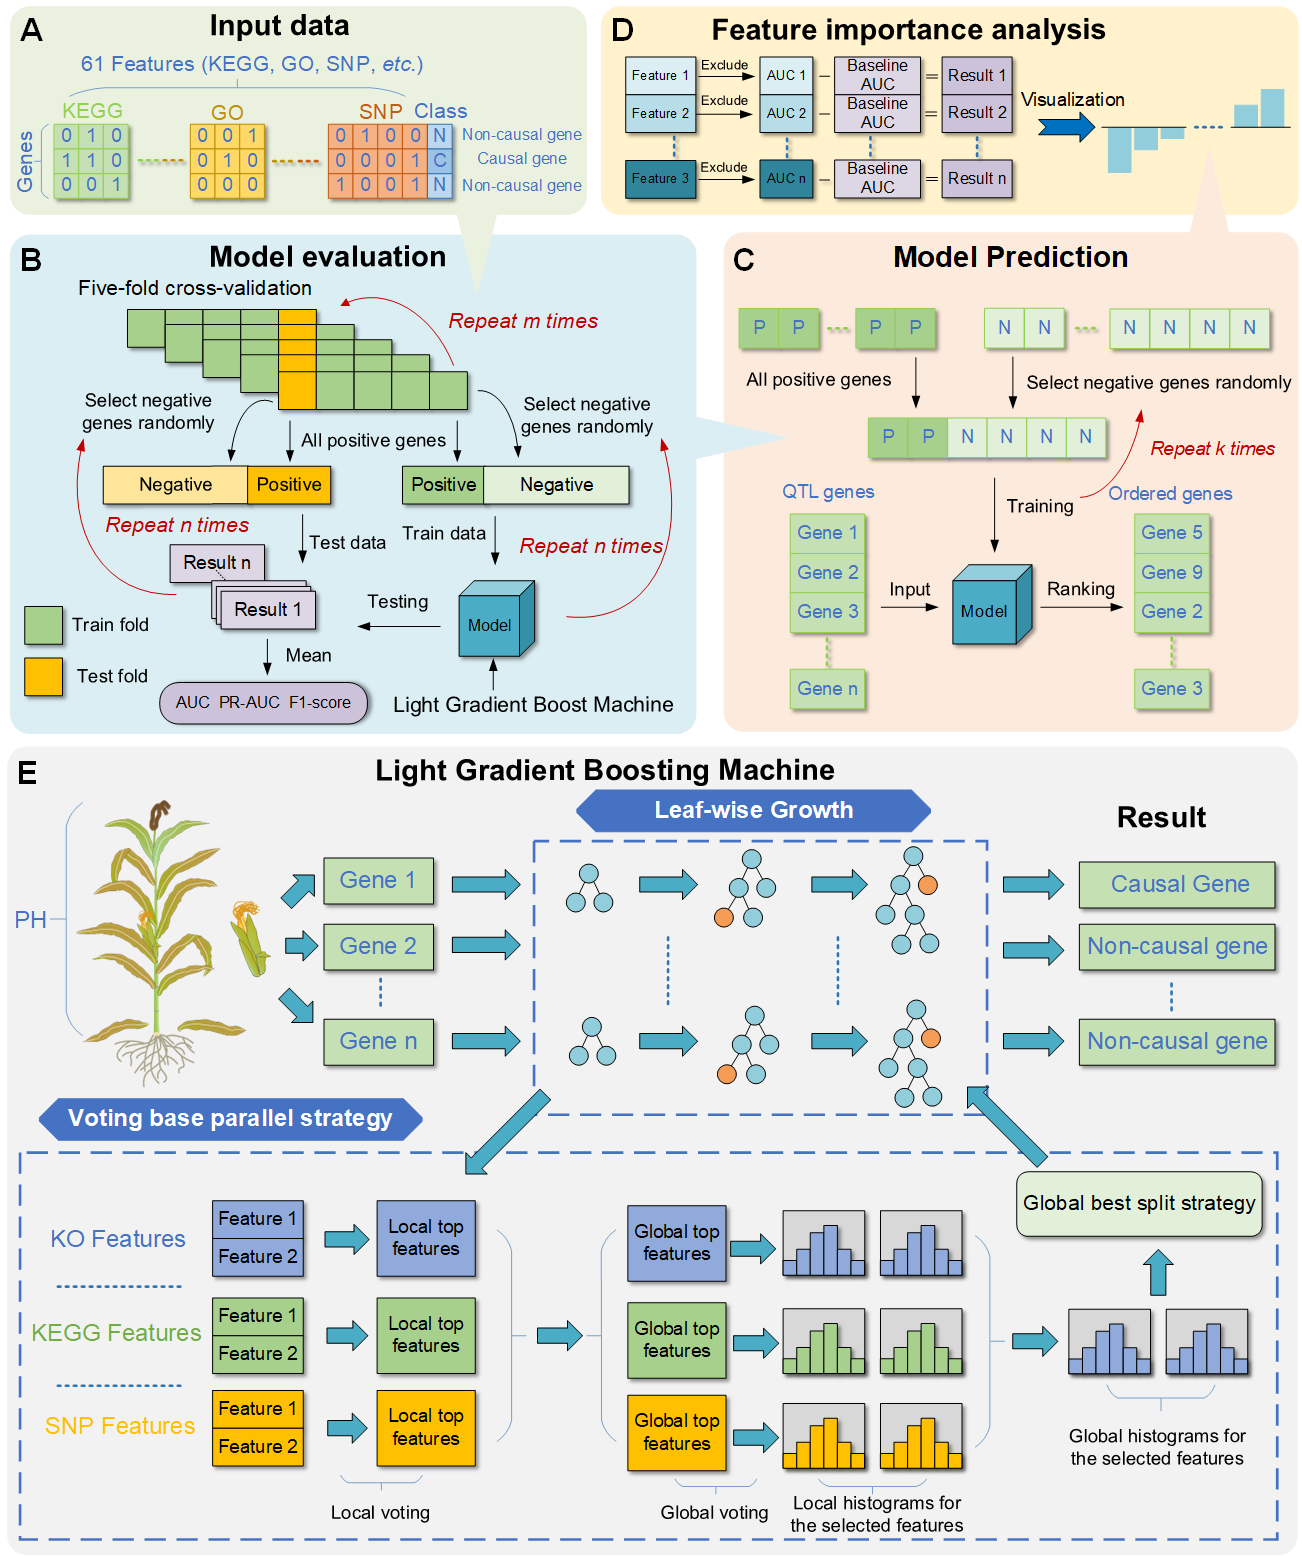 A
Input data
61 Features (KEGG, GO, SNP, etc.)
KEGG
GO
SNP
Class
Genes
0 1 0
0 0 1
0 1 0 0 N
Non-causal gene
1 1 0
0 1 0
0 0 0 1 C
Causal gene
0 0 1
0 0 0
1 0 0 1 N
Non-causal gene
D
Feature importance analysis
Feature 1
Exclude
AUC 1
–
Baseline
AUC
=
Result 1
Feature 2
Exclude
AUC 2
–
Baseline
AUC
=
Result 2
Feature 3
Exclude
AUC n
–
Baseline
AUC
=
Result n
Visualization
B
Model evaluation
Five-fold cross-validation
Repeat m times
Select negative
genes randomly
All positive genes
Select negative
genes randomly
Negative
Positive
Positive
Negative
Repeat n times
Test data
Train data
Repeat n times
Result n
Result 1
Testing
Model
Train fold
Test fold
Mean
AUC PR-AUC F1-score
Light Gradient Boost Machine
C
Model Prediction
P P
P P
N N
N N N N
All positive genes
Select negative genes randomly
P P N N N N
Repeat k times
Training
QTL genes
Ordered genes
Gene 1
Gene 2
Gene 3
Gene n
Input
Model
Ranking
Gene 5
Gene 9
Gene 2
Gene 3
E
Light Gradient Boosting Machine
Leaf-wise Growth
Result
PH
Gene 1
Gene 2
Gene n
Causal Gene
Non-causal gene
Non-causal gene
Voting base parallel strategy
KO Features
Feature 1
Feature 2
Local top
features
Global top
features
KEGG Features
Feature 1
Feature 2
Local top
features
Global top
features
SNP Features
Feature 1
Feature 2
Local top
features
Global top
features
Global best split strategy
Local voting
Global voting
Local histograms for
the selected features
Global histograms for
the selected features